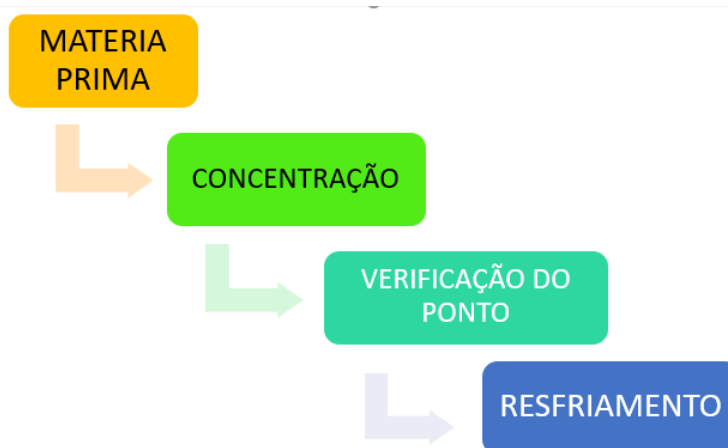 MATERIA
PRIMA
CONCENTRAÇÃO
VERIFICAÇÃO DO
PONTO
RESFRIAMENTO